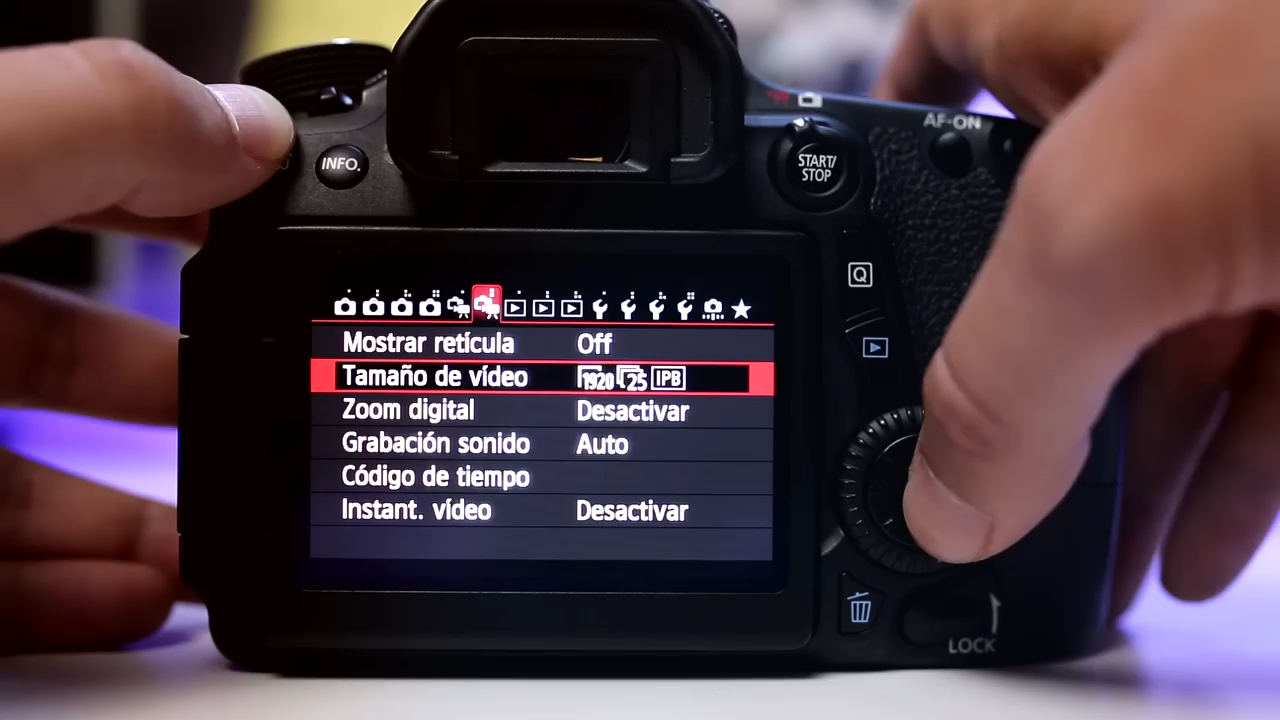 AF-ON
INFO.
START/
STOP
Q
Mostrar retícula Off
Tamaño de vídeo 1920 25 IPB
Zoom digital Desactivar
Grabación sonido Auto
Código de tiempo
Instant. vídeo Desactivar
LOCK